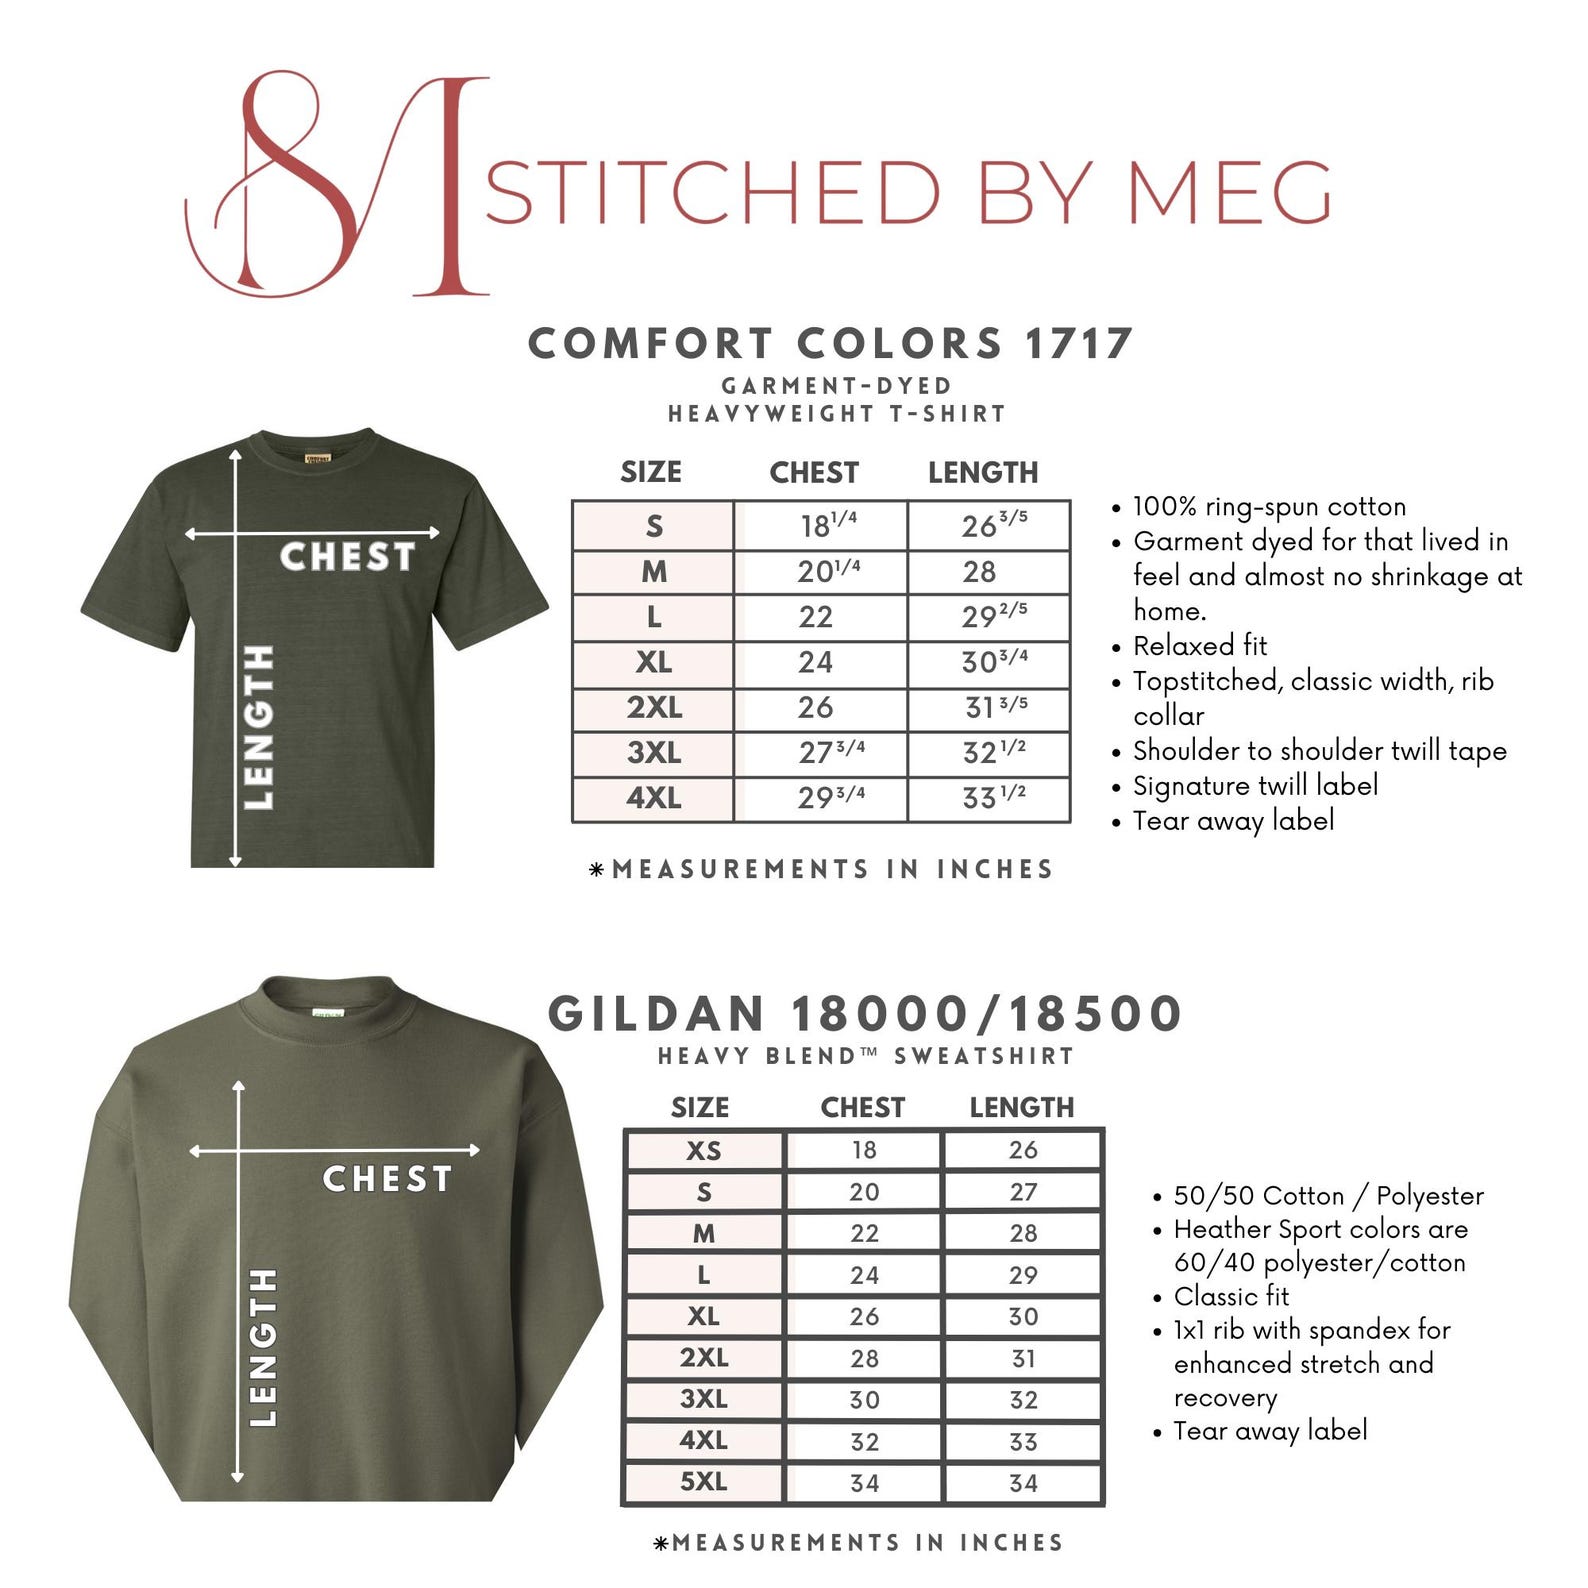 SM STITCHED BY MEG
COMFORT COLORS 1717
GARMENT-DYED
HEAVYWEIGHT T-SHIRT
SIZE CHEST LENGTH
S 18 1/4 26 3/5
M 20 1/4 28
L 22 29 2/5
XL 24 30 3/4
2XL 26 31 3/5
3XL 27 3/4 32 1/2
4XL 29 3/4 33 1/2
*MEASUREMENTS IN INCHES
CHEST
LENGTH
• 100% ring-spun cotton
• Garment dyed for that lived in
feel and almost no shrinkage at
home.
• Relaxed fit
• Topstitched, classic width, rib
collar
• Shoulder to shoulder twill tape
• Signature twill label
• Tear away label
GILDAN 18000/18500
HEAVY BLEND™ SWEATSHIRT
SIZE CHEST LENGTH
XS 18 26
S 20 27
M 22 28
L 24 29
XL 26 30
2XL 28 31
3XL 30 32
4XL 32 33
5XL 34 34
*MEASUREMENTS IN INCHES
CHEST
LENGTH
• 50/50 Cotton / Polyester
• Heather Sport colors are
60/40 polyester/cotton
• Classic fit
• 1x1 rib with spandex for
enhanced stretch and
recovery
• Tear away label